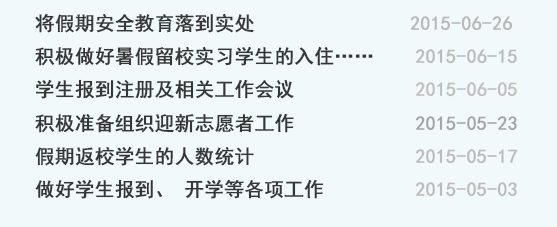 将假期安全教育落到实处 2015-06-26
积极做好暑假留校实习学生的入住…… 2015-06-15
学生报到注册及相关工作会议 2015-06-05
积极准备组织迎新志愿者工作 2015-05-23
假期返校学生的人数统计 2015-05-17
做好学生报到、 开学等各项工作 2015-05-03